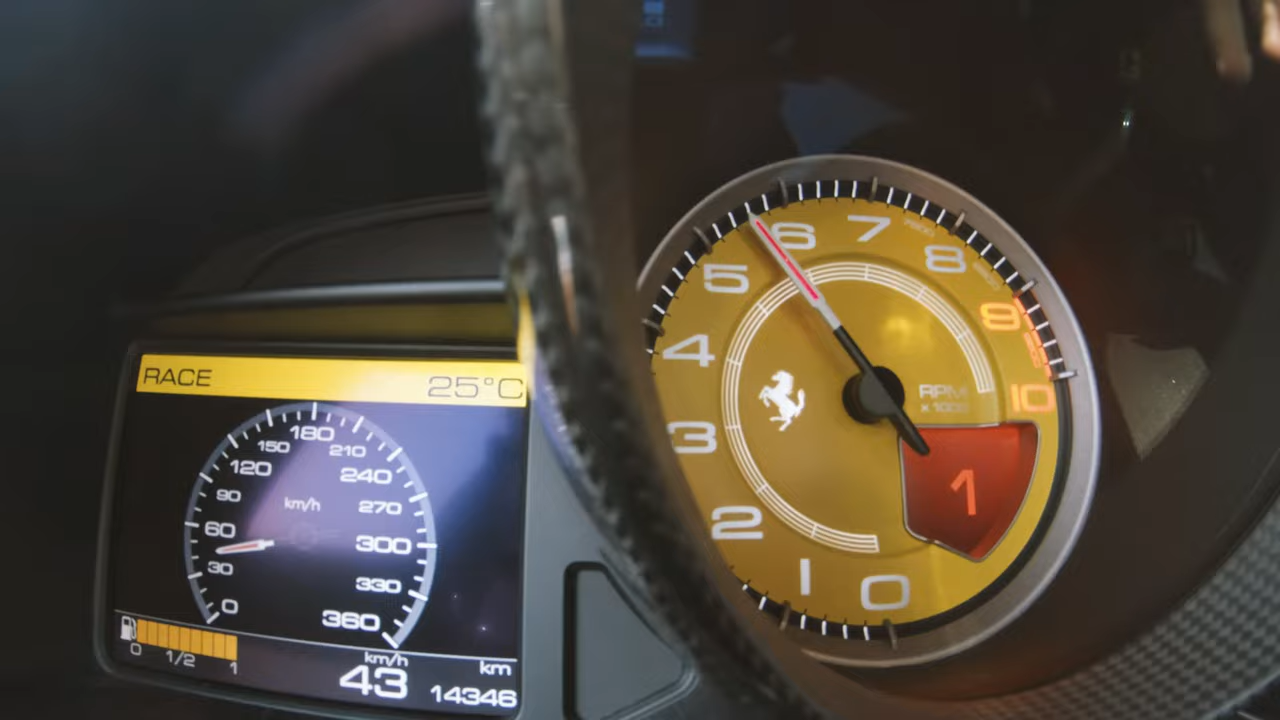 RACE 25°C
180
150 210
120 240
90 km/h 270
60 300
30 330
0 360
0 1/2 1
km/h km
43 14346
6 7
5 8
9
4
10
RPM
x 1000
3
1
2
1
0